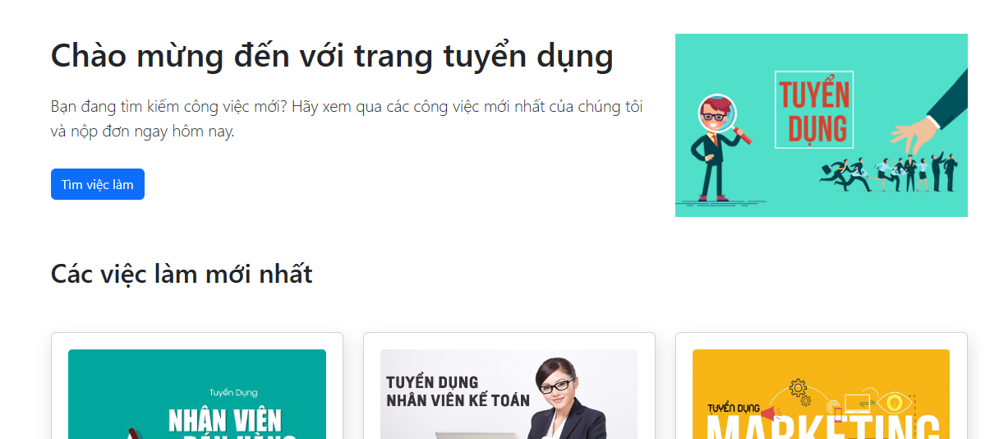 Chào mừng đến với trang tuyển dụng
Bạn đang tìm kiếm công việc mới? Hãy xem qua các công việc mới nhất của chúng tôi
và nộp đơn ngay hôm nay.
Tìm việc làm
TUYỂN
DỤNG
Các việc làm mới nhất
Tuyển Dụng
NHÂN VIÊN
BÁN HÀNG
TUYỂN DỤNG
NHÂN VIÊN KẾ TOÁN
TUYỂN DỤNG
MARKETING